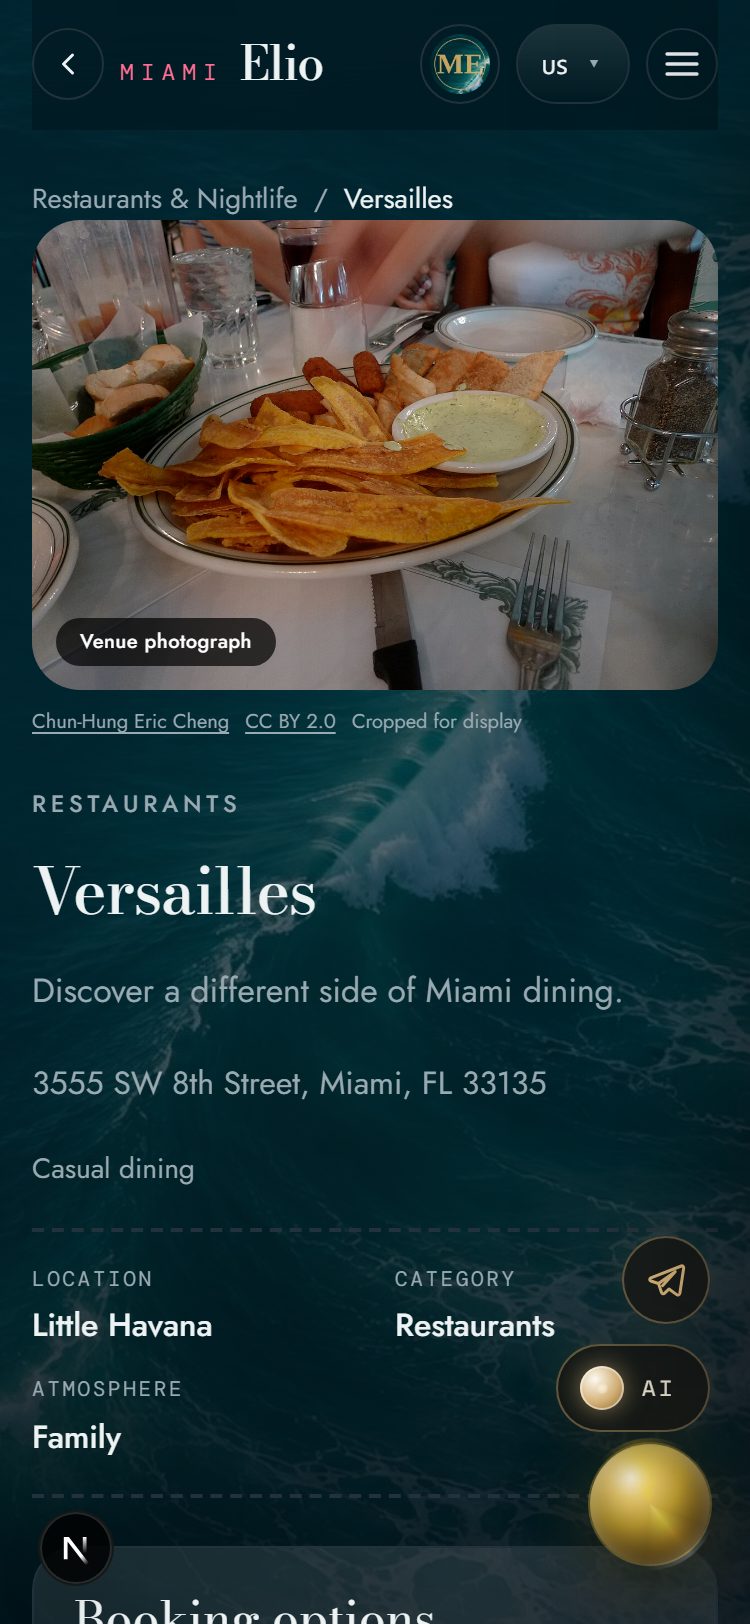 MIAMI Elio ME US
Restaurants & Nightlife / Versailles
Venue photograph
Chun-Hung Eric Cheng CC BY 2.0 Cropped for display
RESTAURANTS
Versailles
Discover a different side of Miami dining.
3555 SW 8th Street, Miami, FL 33135
Casual dining
LOCATION CATEGORY
Little Havana Restaurants
ATMOSPHERE
AI
Family
N
Booking options